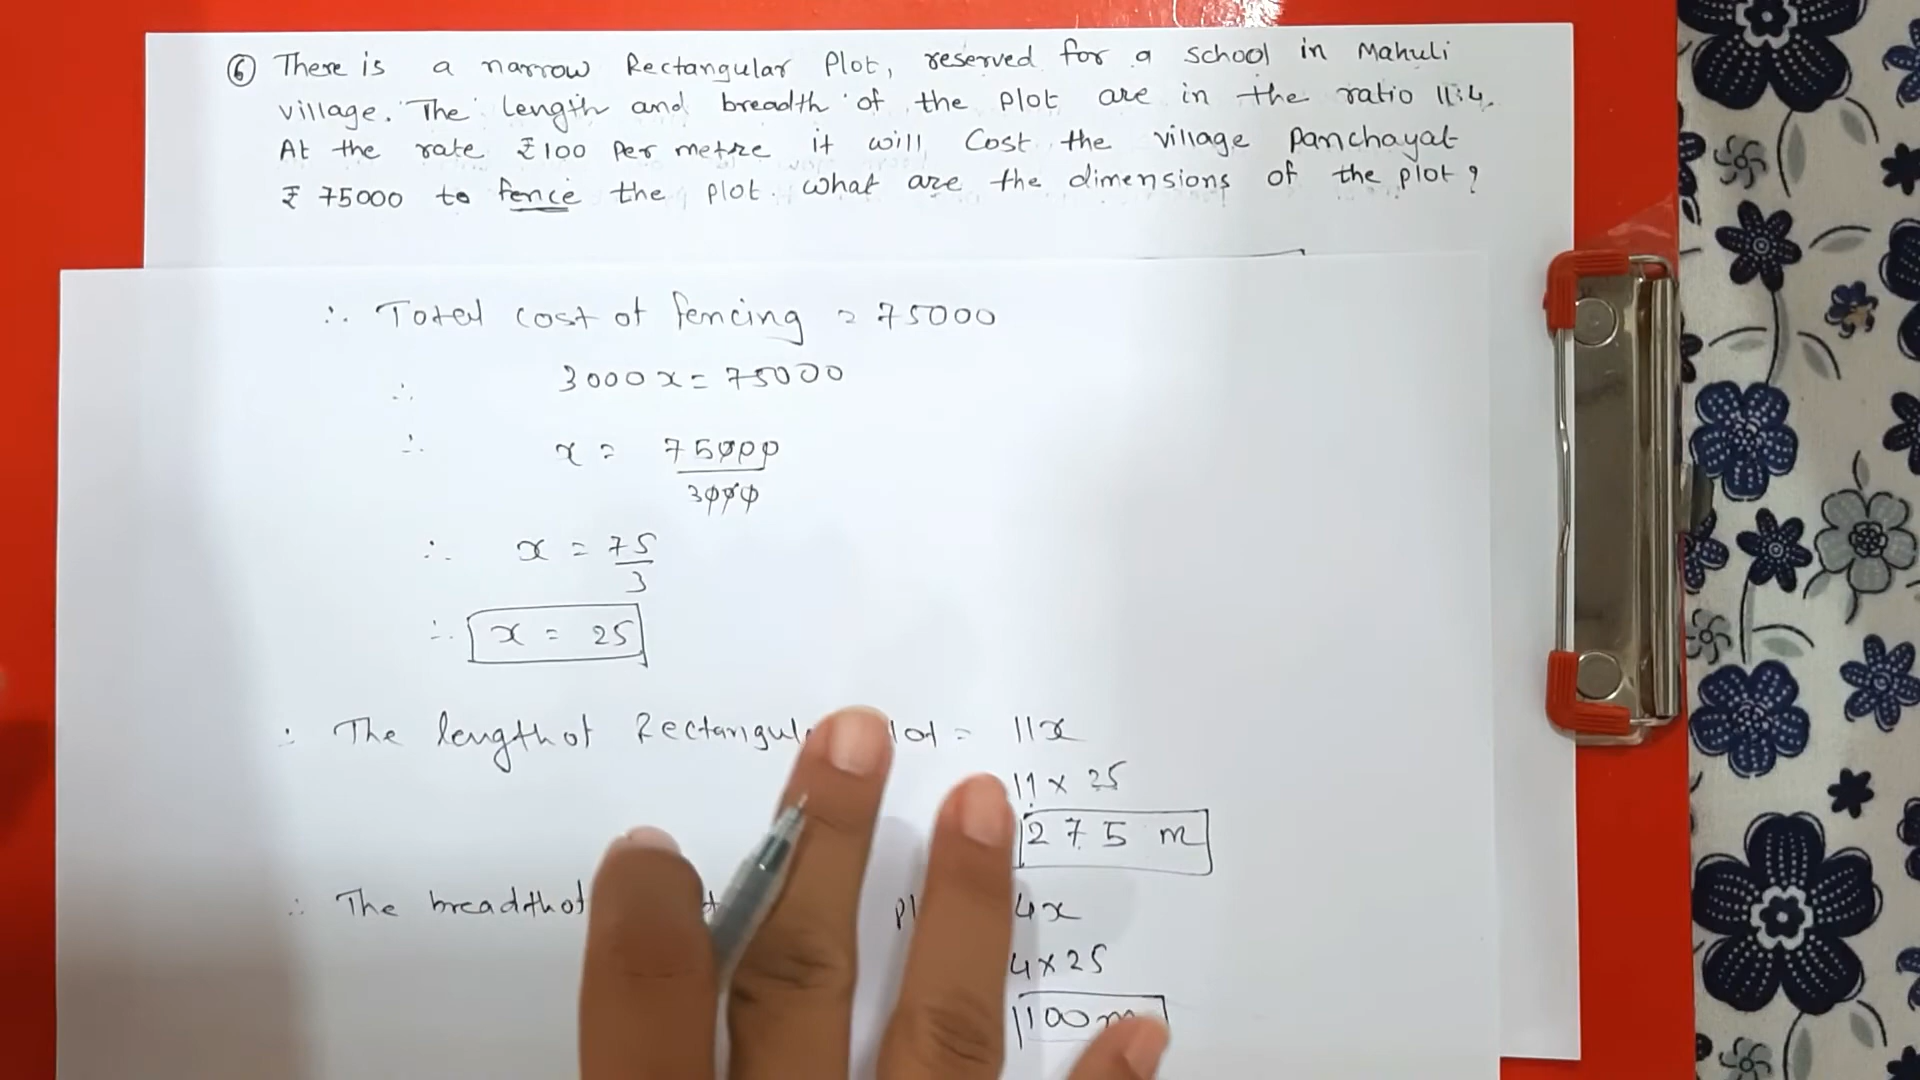 ⑥ There is a narrow Rectangular Plot, reserved for a school in Mahuli
village. The length and breadth of the plot are in the ratio 11:4.
At the rate ₹100 Per metre it will Cost the village Panchayat
₹ 75000 to fence the plot. what are the dimensions of the plot?
∴ Total cost of fencing = 75000
∴ 3000x = 75000
∴ x = 75000
3000
∴ x = 75
3
∴ x = 25
∴ The length of = 11x
11 x 25
275 m
∴ The breadth of 4x
4 x 25
100m